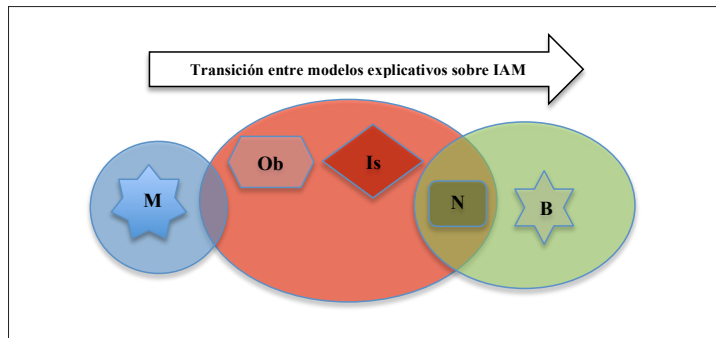 Transición entre modelos explicativos sobre IAM
M
Ob
Is
N
B